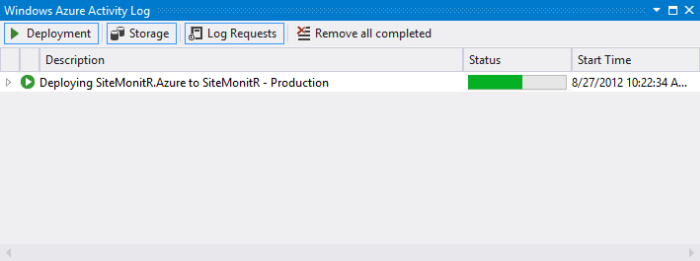 Windows Azure Activity Log
Deployment Storage Log Requests Remove all completed
Description Status Start Time
Deploying SiteMonitR.Azure to SiteMonitR - Production 8/27/2012 10:22:34 A...